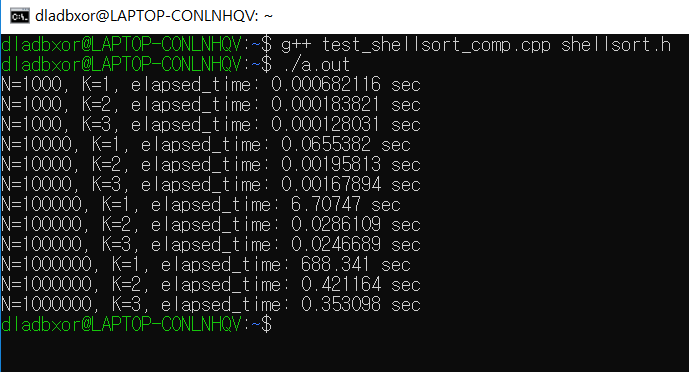 dladbxor@LAPTOP-CONLNHQV: ~
dladbxor@LAPTOP-CONLNHQV:~$ g++ test_shellsort_comp.cpp shellsort.h
dladbxor@LAPTOP-CONLNHQV:~$ ./a.out
N=1000, K=1, elapsed_time: 0.000682116 sec
N=1000, K=2, elapsed_time: 0.000183821 sec
N=1000, K=3, elapsed_time: 0.000128031 sec
N=10000, K=1, elapsed_time: 0.0655382 sec
N=10000, K=2, elapsed_time: 0.00195813 sec
N=10000, K=3, elapsed_time: 0.00167894 sec
N=100000, K=1, elapsed_time: 6.70747 sec
N=100000, K=2, elapsed_time: 0.0286109 sec
N=100000, K=3, elapsed_time: 0.0246689 sec
N=1000000, K=1, elapsed_time: 688.341 sec
N=1000000, K=2, elapsed_time: 0.421164 sec
N=1000000, K=3, elapsed_time: 0.353098 sec
dladbxor@LAPTOP-CONLNHQV:~$